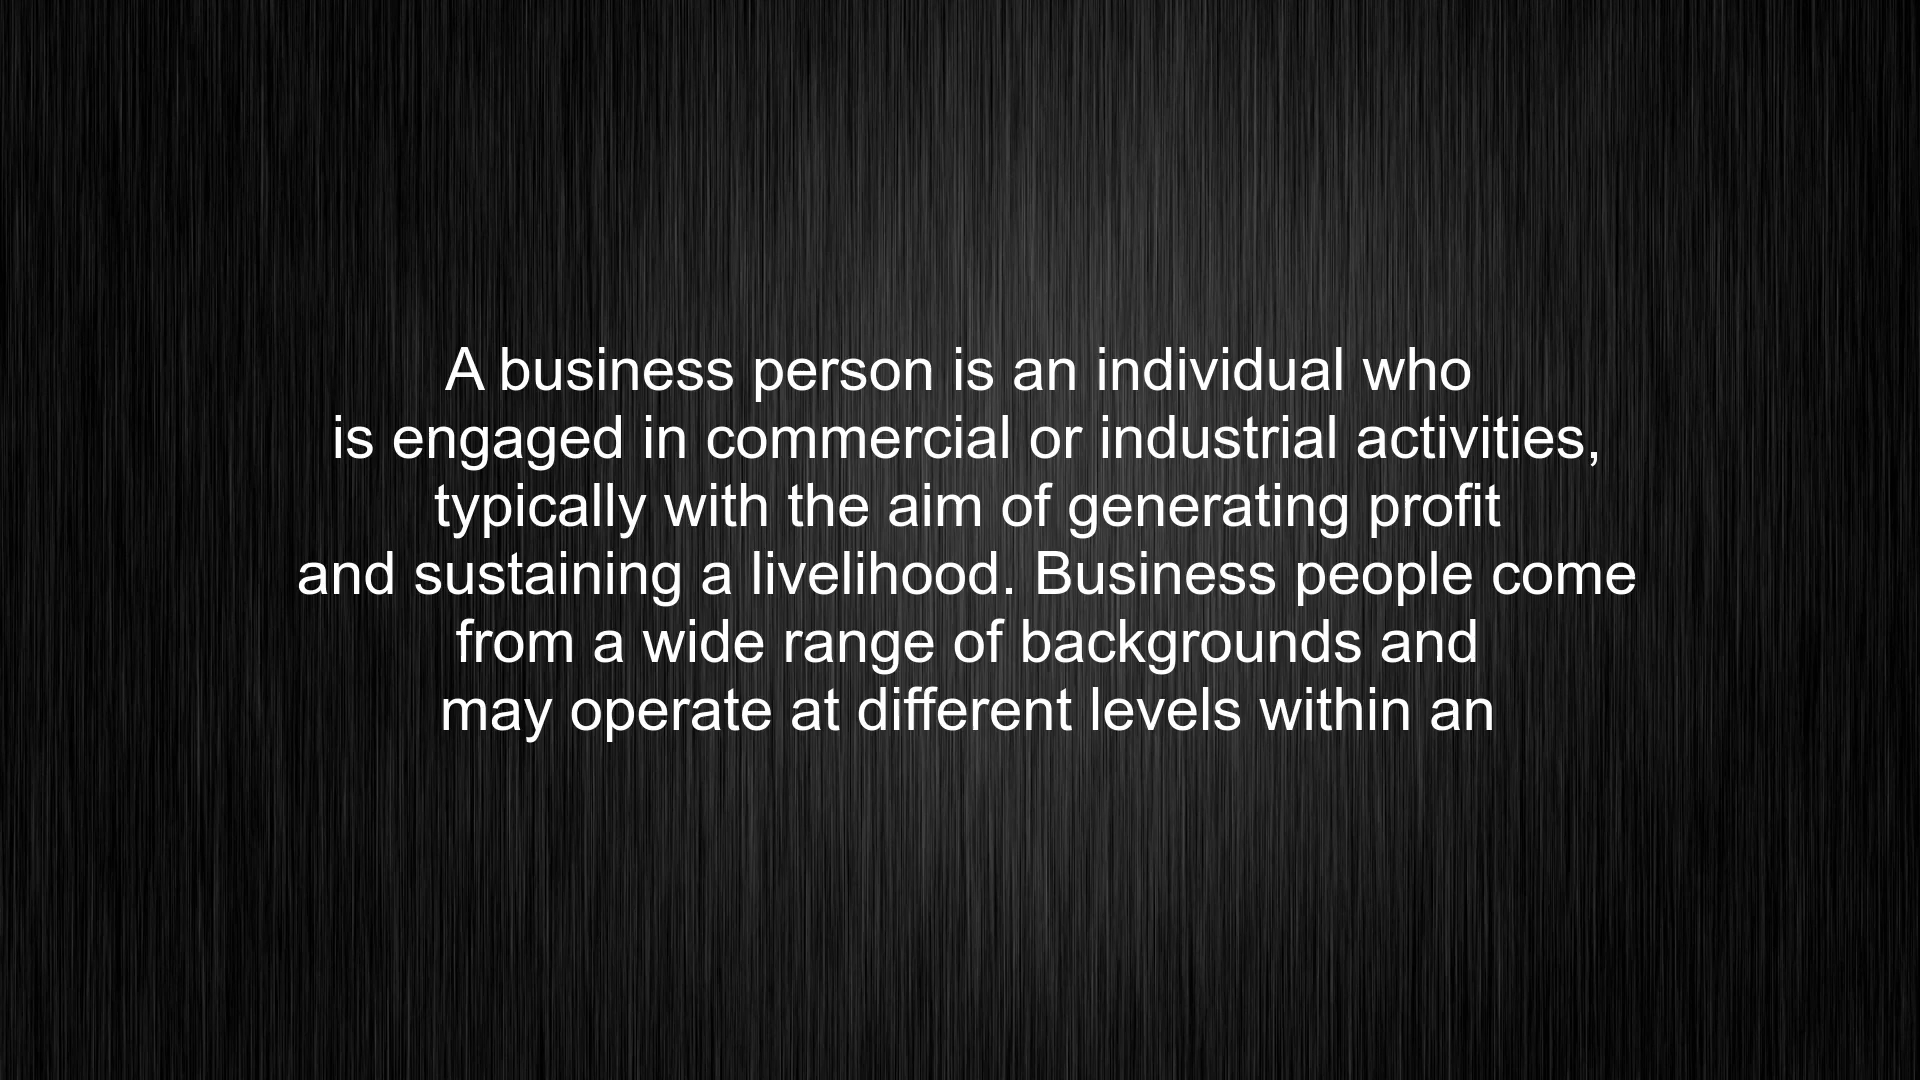 A business person is an individual who
is engaged in commercial or industrial activities,
typically with the aim of generating profit
and sustaining a livelihood. Business people come
from a wide range of backgrounds and
may operate at different levels within an